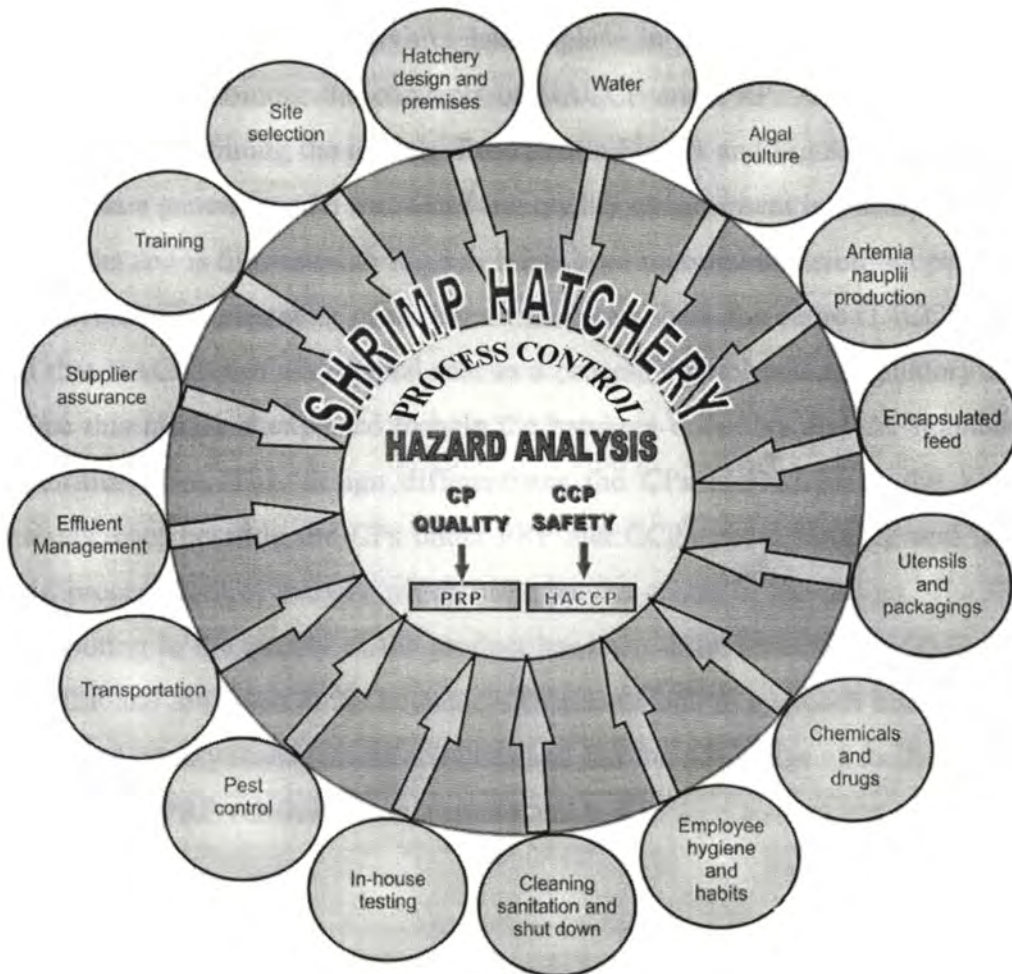 Hatchery
design and
premises
Water
Algal
culture
Artemia
nauplii
production
Encapsulated
feed
Utensils
and
packagings
Chemicals
and
drugs
Employee
hygiene
and
habits
Cleaning
sanitation and
shut down
In-house
testing
Pest
control
Transportation
Effluent
Management
Supplier
assurance
Training
Site
selection
SHRIMP HATCHERY
PROCESS CONTROL
HAZARD ANALYSIS
CP CCP
QUALITY SAFETY
PRP HACCP